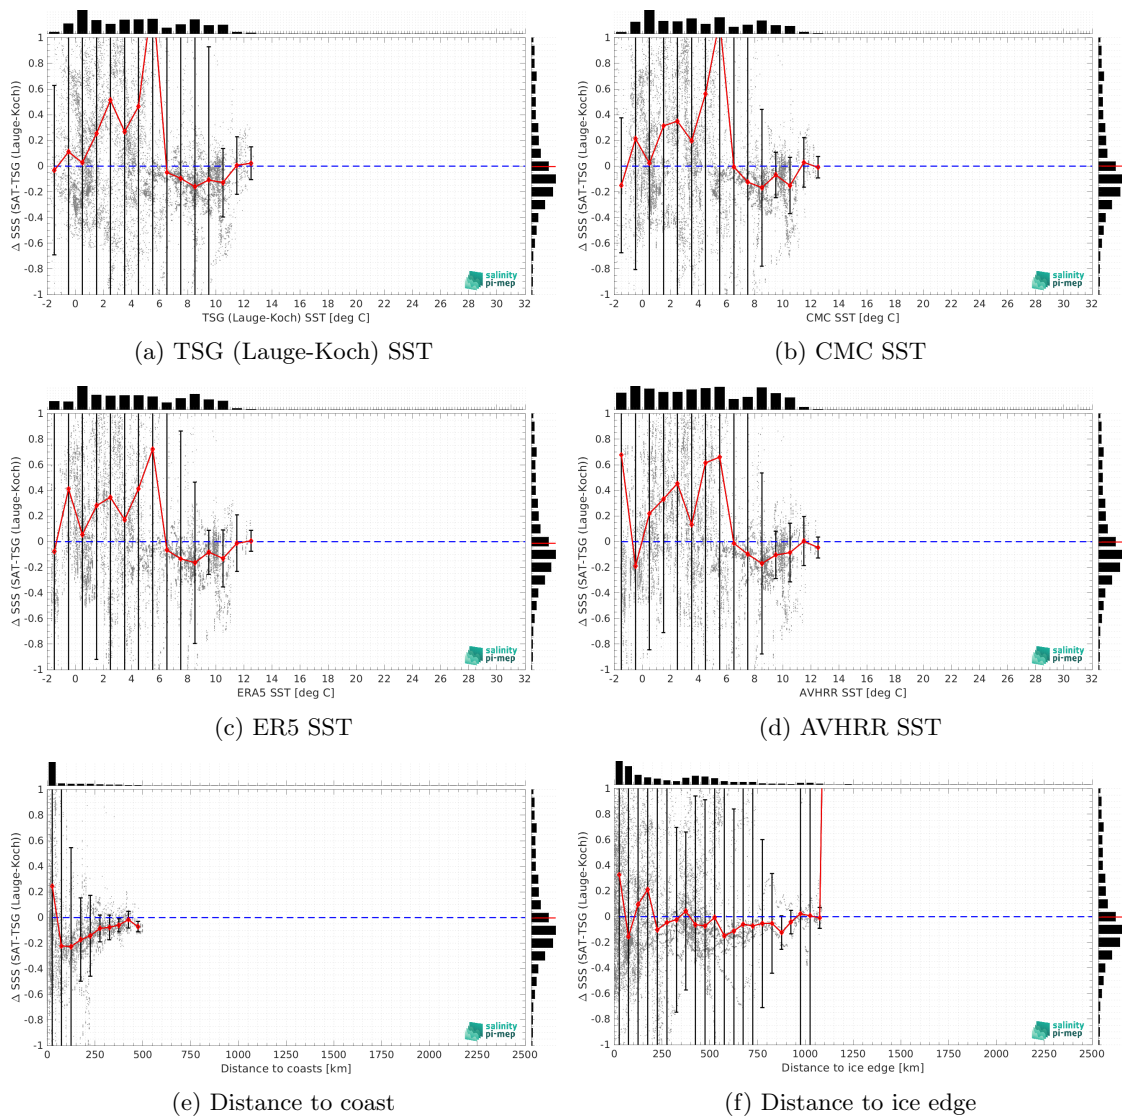 1
0.8
0.6
0.4
0.2
0
-0.2
-0.4
-0.6
-0.8
-1
Δ SSS (SAT-TSG (Lauge-Koch))
salinity
pi-mep
-2 0 2 4 6 8 10 12 14 16 18 20 22 24 26 28 30 32
TSG (Lauge-Koch) SST [deg C]
(a) TSG (Lauge-Koch) SST
1
0.8
0.6
0.4
0.2
0
-0.2
-0.4
-0.6
-0.8
-1
Δ SSS (SAT-TSG (Lauge-Koch))
salinity
pi-mep
-2 0 2 4 6 8 10 12 14 16 18 20 22 24 26 28 30 32
CMC SST [deg C]
(b) CMC SST
1
0.8
0.6
0.4
0.2
0
-0.2
-0.4
-0.6
-0.8
-1
Δ SSS (SAT-TSG (Lauge-Koch))
salinity
pi-mep
-2 0 2 4 6 8 10 12 14 16 18 20 22 24 26 28 30 32
ERA5 SST [deg C]
(c) ER5 SST
1
0.8
0.6
0.4
0.2
0
-0.2
-0.4
-0.6
-0.8
-1
Δ SSS (SAT-TSG (Lauge-Koch))
salinity
pi-mep
-2 0 2 4 6 8 10 12 14 16 18 20 22 24 26 28 30 32
AVHRR SST [deg C]
(d) AVHRR SST
1
0.8
0.6
0.4
0.2
0
-0.2
-0.4
-0.6
-0.8
-1
Δ SSS (SAT-TSG (Lauge-Koch))
salinity
pi-mep
0 250 500 750 1000 1250 1500 1750 2000 2250 2500
Distance to coasts [km]
(e) Distance to coast
1
0.8
0.6
0.4
0.2
0
-0.2
-0.4
-0.6
-0.8
-1
Δ SSS (SAT-TSG (Lauge-Koch))
salinity
pi-mep
0 250 500 750 1000 1250 1500 1750 2000 2250 2500
Distance to ice edge [km]
(f) Distance to ice edge